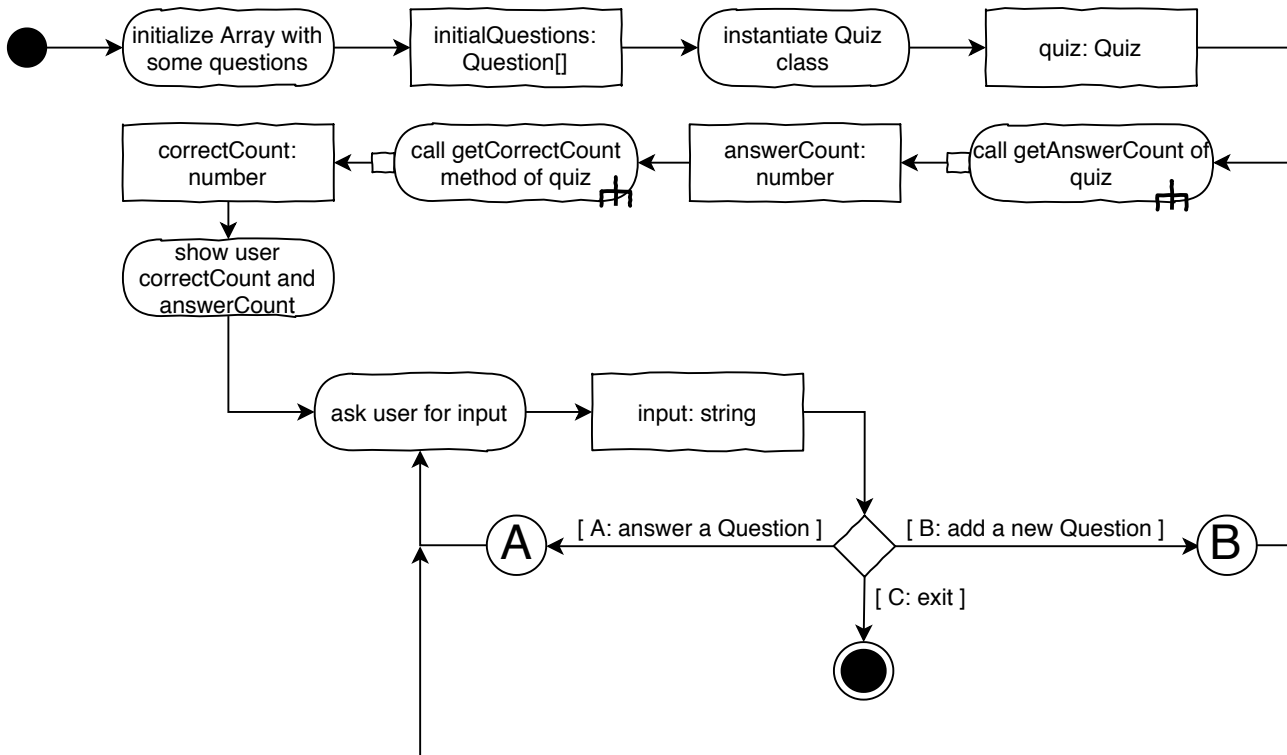 initialize Array with
some questions
initialQuestions:
Question[]
instantiate Quiz
class
quiz: Quiz
correctCount:
number
call getCorrectCount
method of quiz
answerCount:
number
call getAnswerCount of
quiz
show user
correctCount and
answerCount
ask user for input
input: string
[ A: answer a Question ]
[ B: add a new Question ]
A
B
[ C: exit ]